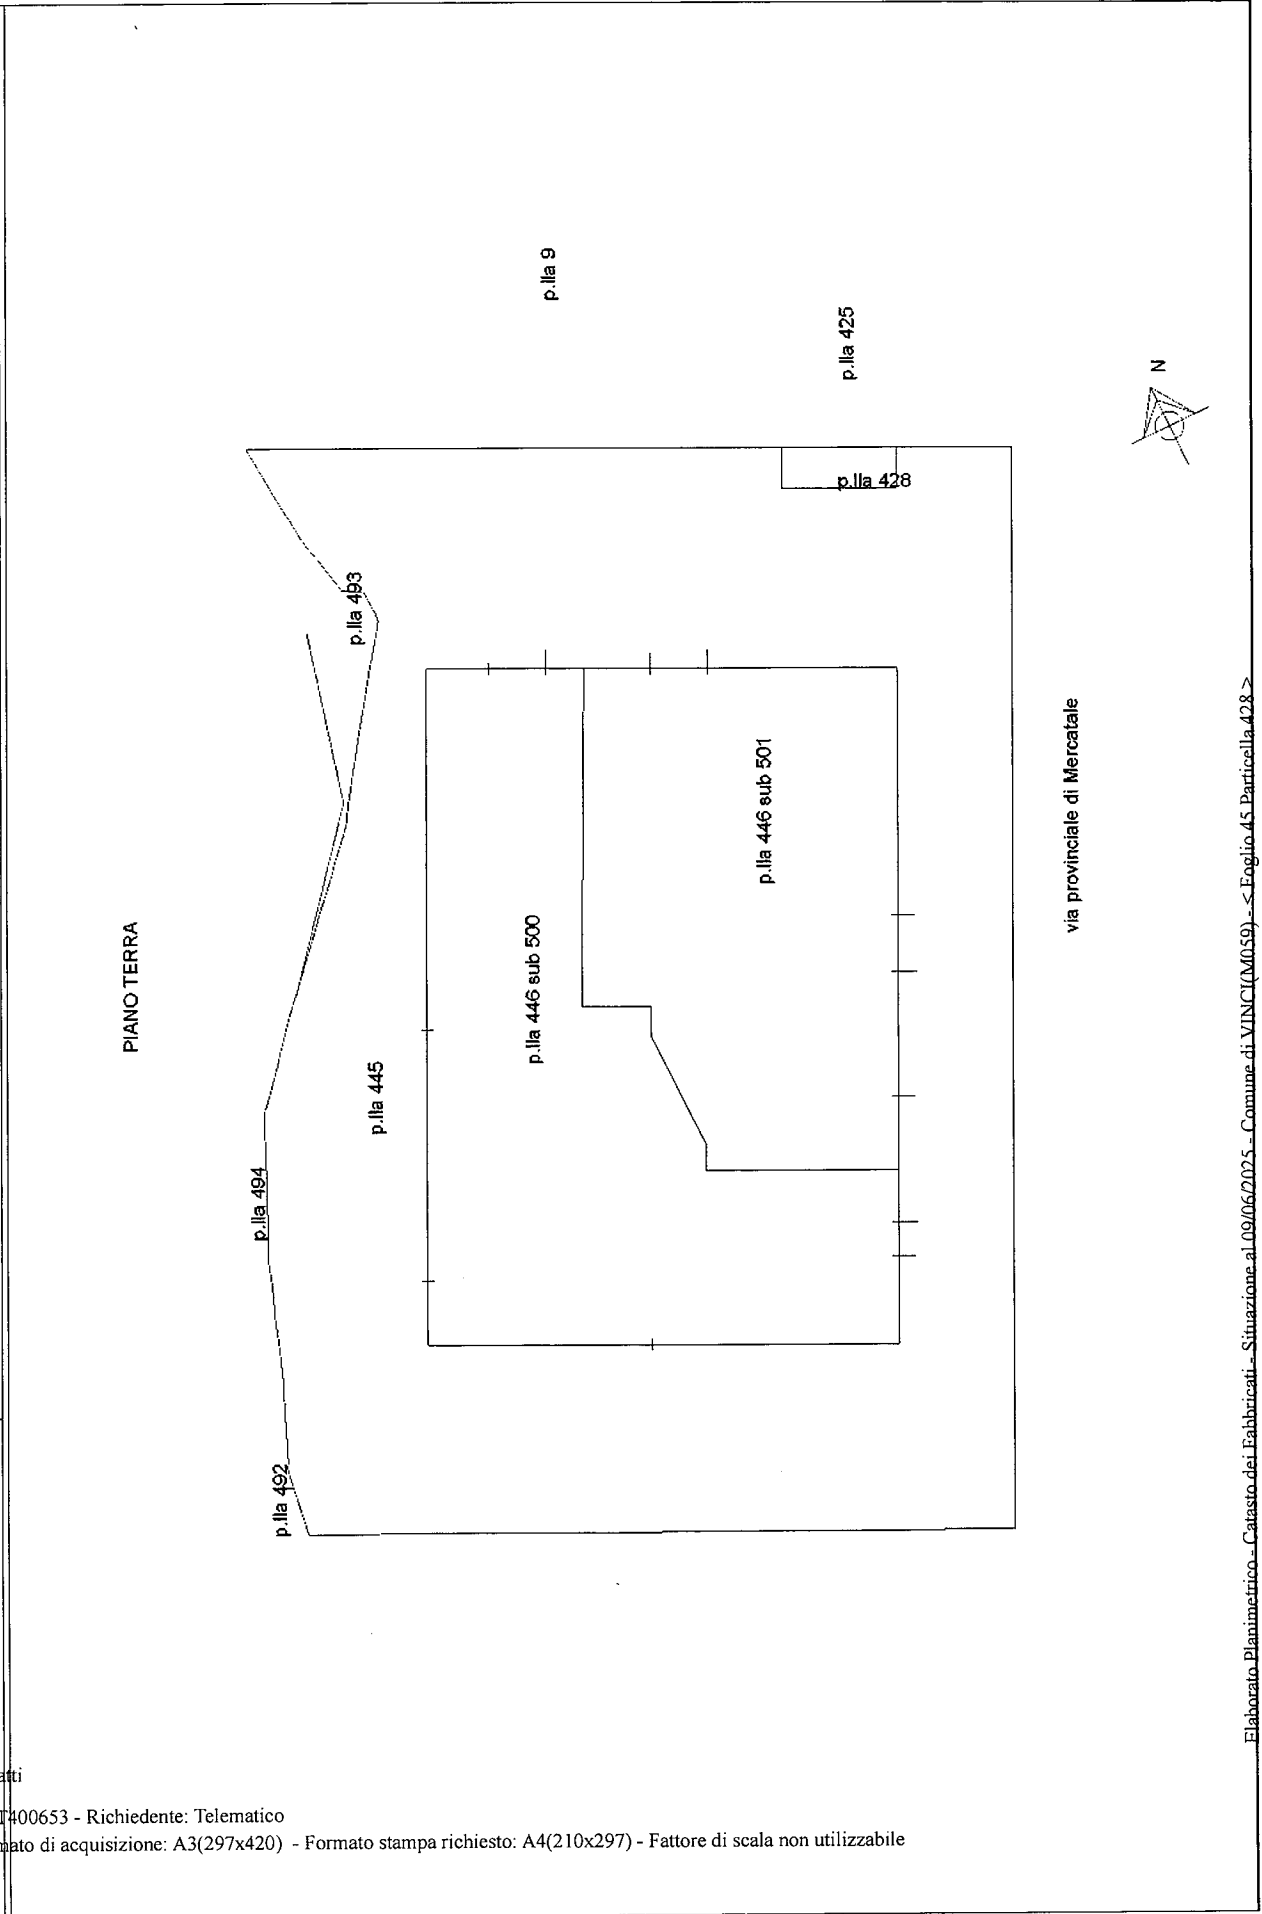 PIANO TERRA
p.lla 9
p.lla 425
N
p.lla 428
p.lla 493
p.lla 446 sub 501
via provinciale di Mercatale
p.lla 446 sub 500
p.lla 445
p.lla 494
p.lla 492
Elaborato Planimetrico - Catasto dei Fabbricati - Situazione al 09/06/2025 - Comune di VINCI(M059) - < Foglio 45 Particella 428 >
T400653 - Richiedente: Telematico
di acquisizione: A3(297x420) - Formato stampa richiesto: A4(210x297) - Fattore di scala non utilizzabile